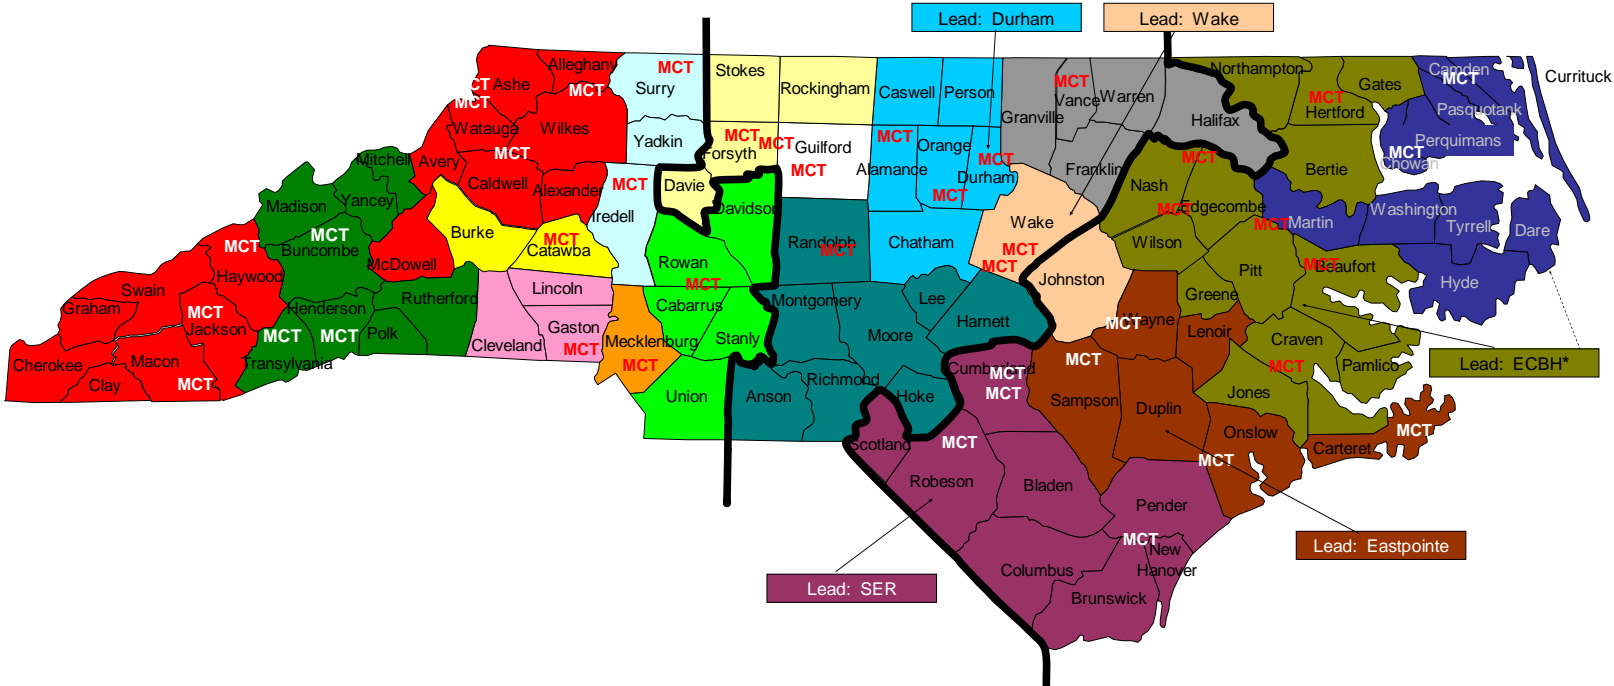 Lead:  Durham
Lead:  Wake
Alleghany
MCT
Ashe
MCT
MCT
MCT
Surry
Stokes
Rockingham
Caswell
Person
Granville
MCT
Vance
Warren
Northampton
Gates
MCT
Hertford
Camden
MCT
Currituck
Pasquotank
Perquimans
MCT
Chowan
Watauga
Wilkes
Yadkin
MCT
Forsyth
MCT
Guilford
MCT
MCT
Alamance
Orange
MCT
Durham
MCT
Franklin
Halifax
Bertie
Mitchell
Avery
MCT
Caldwell
Alexander
MCT
Iredell
Davie
Davidson
Nash
MCT
Edgecombe
MCT
MCT
Martin
Washington
Tyrrell
Dare
Madison
Yancey
Buncombe
MCT
McDowell
Burke
MCT
Catawba
Rowan
MCT
Randolph
MCT
Chatham
Wake
MCT
MCT
Johnston
Wilson
Pitt
MCT
Beaufort
Hyde
MCT
Haywood
Swain
Graham
MCT
Jackson
Henderson
Rutherford
Polk
MCT
MCT
Transylvania
Lincoln
Gaston
MCT
Cleveland
Mecklenburg
MCT
Cabarrus
Stanly
Union
Montgomery
Moore
Lee
Harnett
MCT
Wayne
Greene
Lenoir
Craven
MCT
Pamlico
Jones
Lead:  ECBH*
Cherokee
Macon
Clay
MCT
Anson
Richmond
Hoke
Cumberland
MCT
MCT
MCT
Sampson
Duplin
Onslow
MCT
Carteret
MCT
Scotland
MCT
Robeson
Bladen
Pender
MCT
New
Hanover
Columbus
Brunswick
Lead:  Eastpointe
Lead:  SER